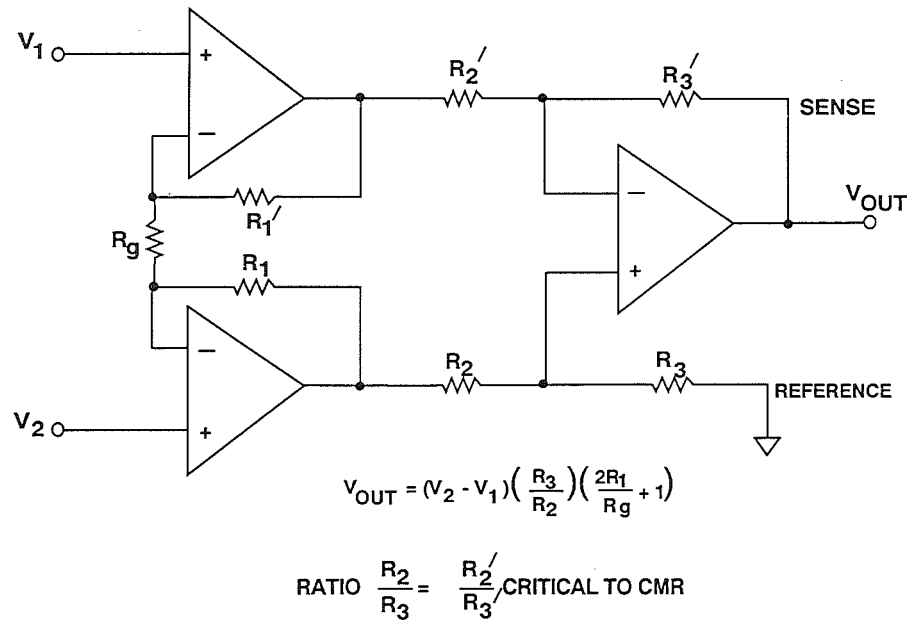 V1
+
−
R2′
R3′
SENSE
R1′
Rg
R1
−
+
VOUT
−
+
V2
R2
R3
REFERENCE
VOUT = (V2 - V1)(R3/R2)(2R1/Rg + 1)
RATIO R2/R3 = R2′/R3′ CRITICAL TO CMR